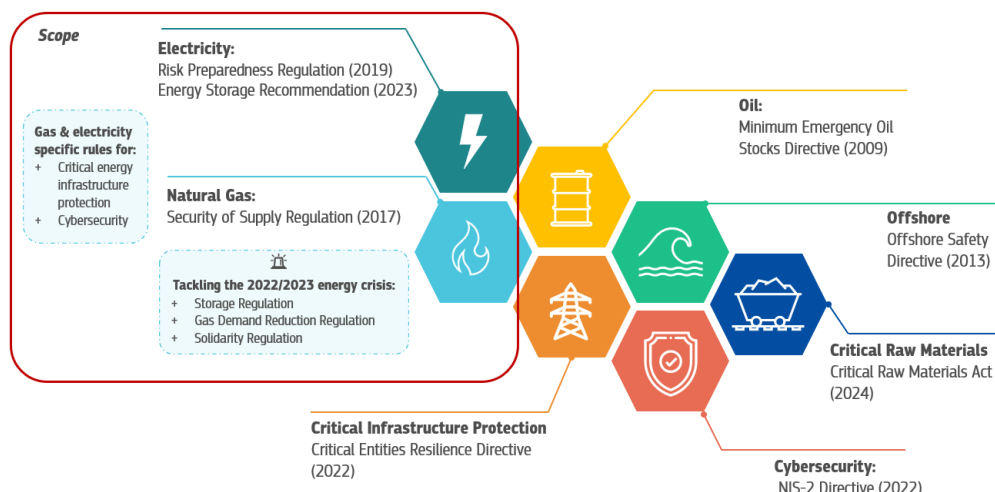 Scope
Electricity:
Risk Preparedness Regulation (2019)
Energy Storage Recommendation (2023)
Gas & electricity
specific rules for:
+ Critical energy
infrastructure
protection
+ Cybersecurity
Natural Gas:
Security of Supply Regulation (2017)
Tackling the 2022/2023 energy crisis:
+ Storage Regulation
+ Gas Demand Reduction Regulation
+ Solidarity Regulation
Oil:
Minimum Emergency Oil
Stocks Directive (2009)
Offshore
Offshore Safety
Directive (2013)
Critical Raw Materials
Critical Raw Materials Act
(2024)
Critical Infrastructure Protection
Critical Entities Resilience Directive
(2022)
Cybersecurity:
NIS-2 Directive (2022)